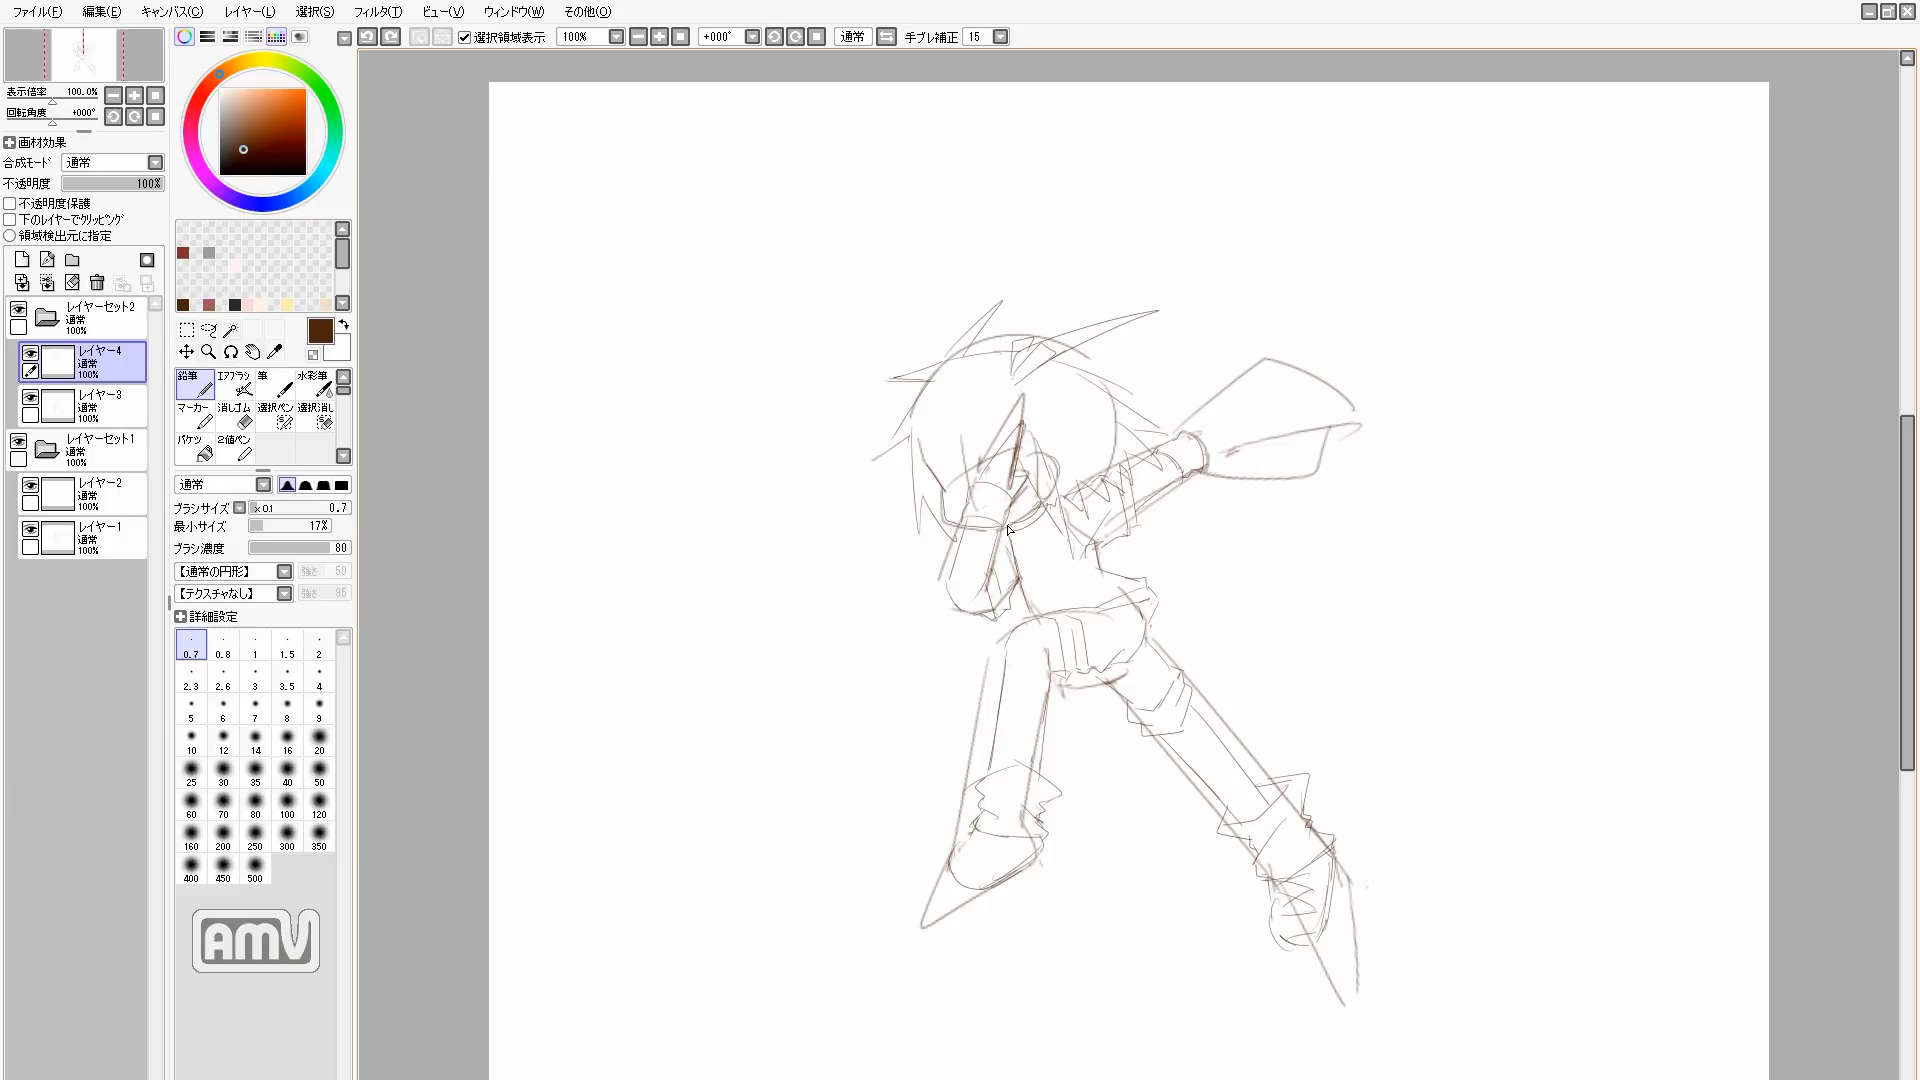 ファイル(F) 編集(E) キャンバス(C) レイヤー(L) 選択(S) フィルタ(T) ビュー(V) ウィンドウ(W) その他(O)
選択領域表示 100% +000° 通常 手ブレ補正 15
表示倍率 100.0%
回転角度 +000°
画材効果
合成モード 通常
不透明度 100%
不透明度保護
下のレイヤーでクリッピング
領域検出元に指定
レイヤーセット2
通常
100%
レイヤー4
通常
100%
レイヤー3
通常
100%
レイヤーセット1
通常
100%
レイヤー2
通常
100%
レイヤー1
通常
100%
鉛筆 エアブラシ 筆 水彩筆
マーカー 消しゴム 選択ペン 選択消し
バケツ 2値ペン
通常
ブラシサイズ x 0.1 0.7
最小サイズ 17%
ブラシ濃度 80
【通常の円形】 強さ 50
【テクスチャなし】 強さ 95
詳細設定
0.7 0.8 1 1.5 2
2.3 2.6 3 3.5 4
5 6 7 8 9
10 12 14 16 20
25 30 35 40 50
60 70 80 100 120
160 200 250 300 350
400 450 500
AMV